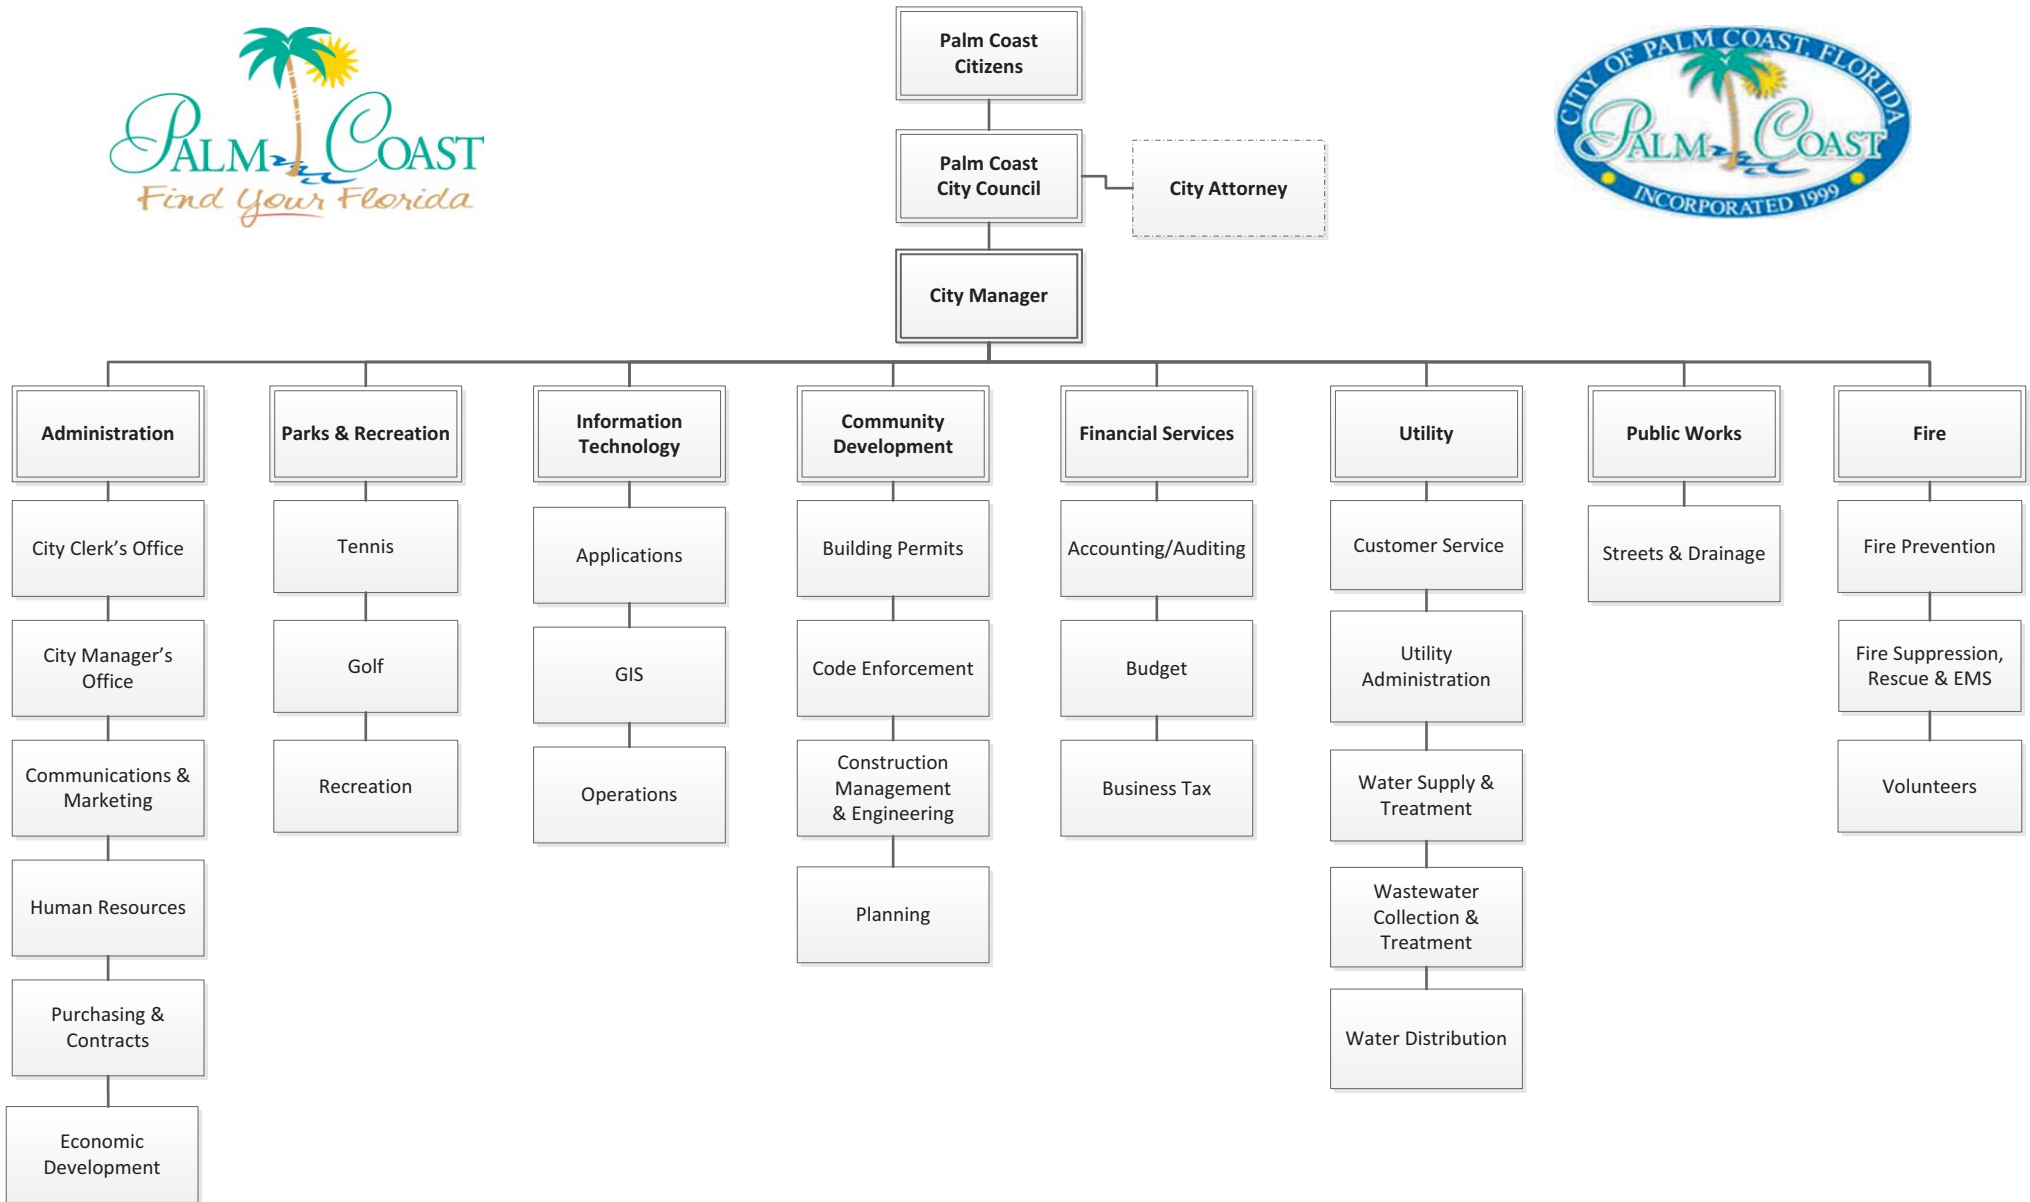 PALM COAST
Find Your Florida
CITY OF PALM COAST, FLORIDA
PALM COAST
INCORPORATED 1999
Palm Coast
Citizens
Palm Coast
City Council
City Attorney
City Manager
Administration
City Clerk’s Office
City Manager’s
Office
Communications &
Marketing
Human Resources
Purchasing &
Contracts
Economic
Development
Parks & Recreation
Tennis
Golf
Recreation
Information
Technology
Applications
GIS
Operations
Community
Development
Building Permits
Code Enforcement
Construction
Management
& Engineering
Planning
Financial Services
Accounting/Auditing
Budget
Business Tax
Utility
Customer Service
Utility
Administration
Water Supply &
Treatment
Wastewater
Collection &
Treatment
Water Distribution
Public Works
Streets & Drainage
Fire
Fire Prevention
Fire Suppression,
Rescue & EMS
Volunteers